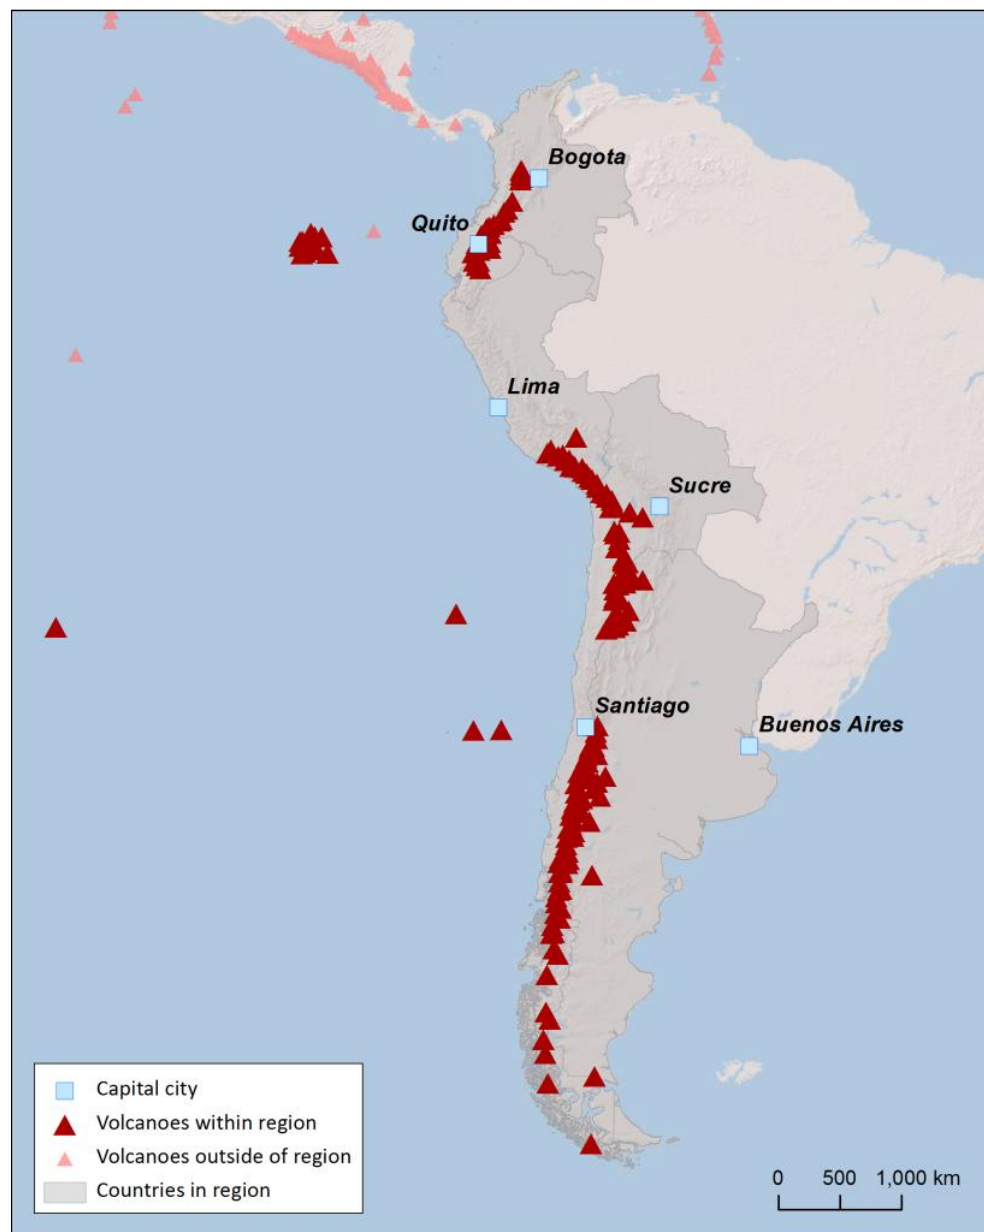 Bogota
Quito
Lima
Sucre
Santiago
Buenos Aires
Capital city
Volcanoes within region
Volcanoes outside of region
Countries in region
0 500 1,000 km